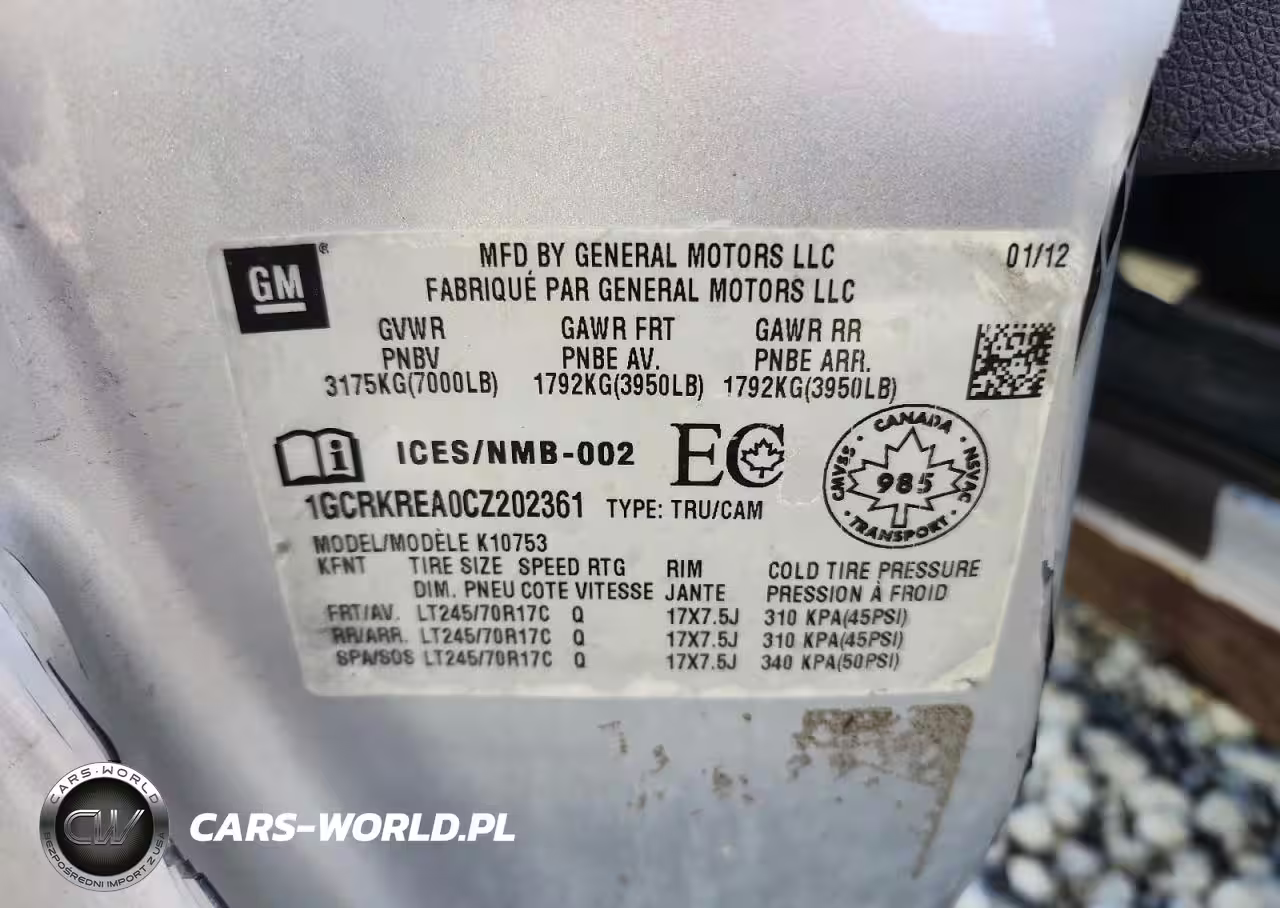 GM ®
MFD BY GENERAL MOTORS LLC 01/12
FABRIQUÉ PAR GENERAL MOTORS LLC
GVWR GAWR FRT GAWR RR
PNBV PNBE AV. PNBE ARR.
3175KG(7000LB) 1792KG(3950LB) 1792KG(3950LB)
i ICES/NMB-002 EC
CANADA · NSVAC · TRANSPORT · CMVSS
985
1GCRKREA0CZ202361 TYPE: TRU/CAM
MODEL/MODÈLE K10753
KFNT TIRE SIZE SPEED RTG RIM COLD TIRE PRESSURE
DIM. PNEU COTE VITESSE JANTE PRESSION À FROID
FRT/AV. LT245/70R17C Q 17X7.5J 310 KPA(45PSI)
RR/ARR. LT245/70R17C Q 17X7.5J 310 KPA(45PSI)
SPA/SOS LT245/70R17C Q 17X7.5J 340 KPA(50PSI)
CARS-WORLD
CW
BEZPOŚREDNI IMPORT Z USA
CARS-WORLD.PL